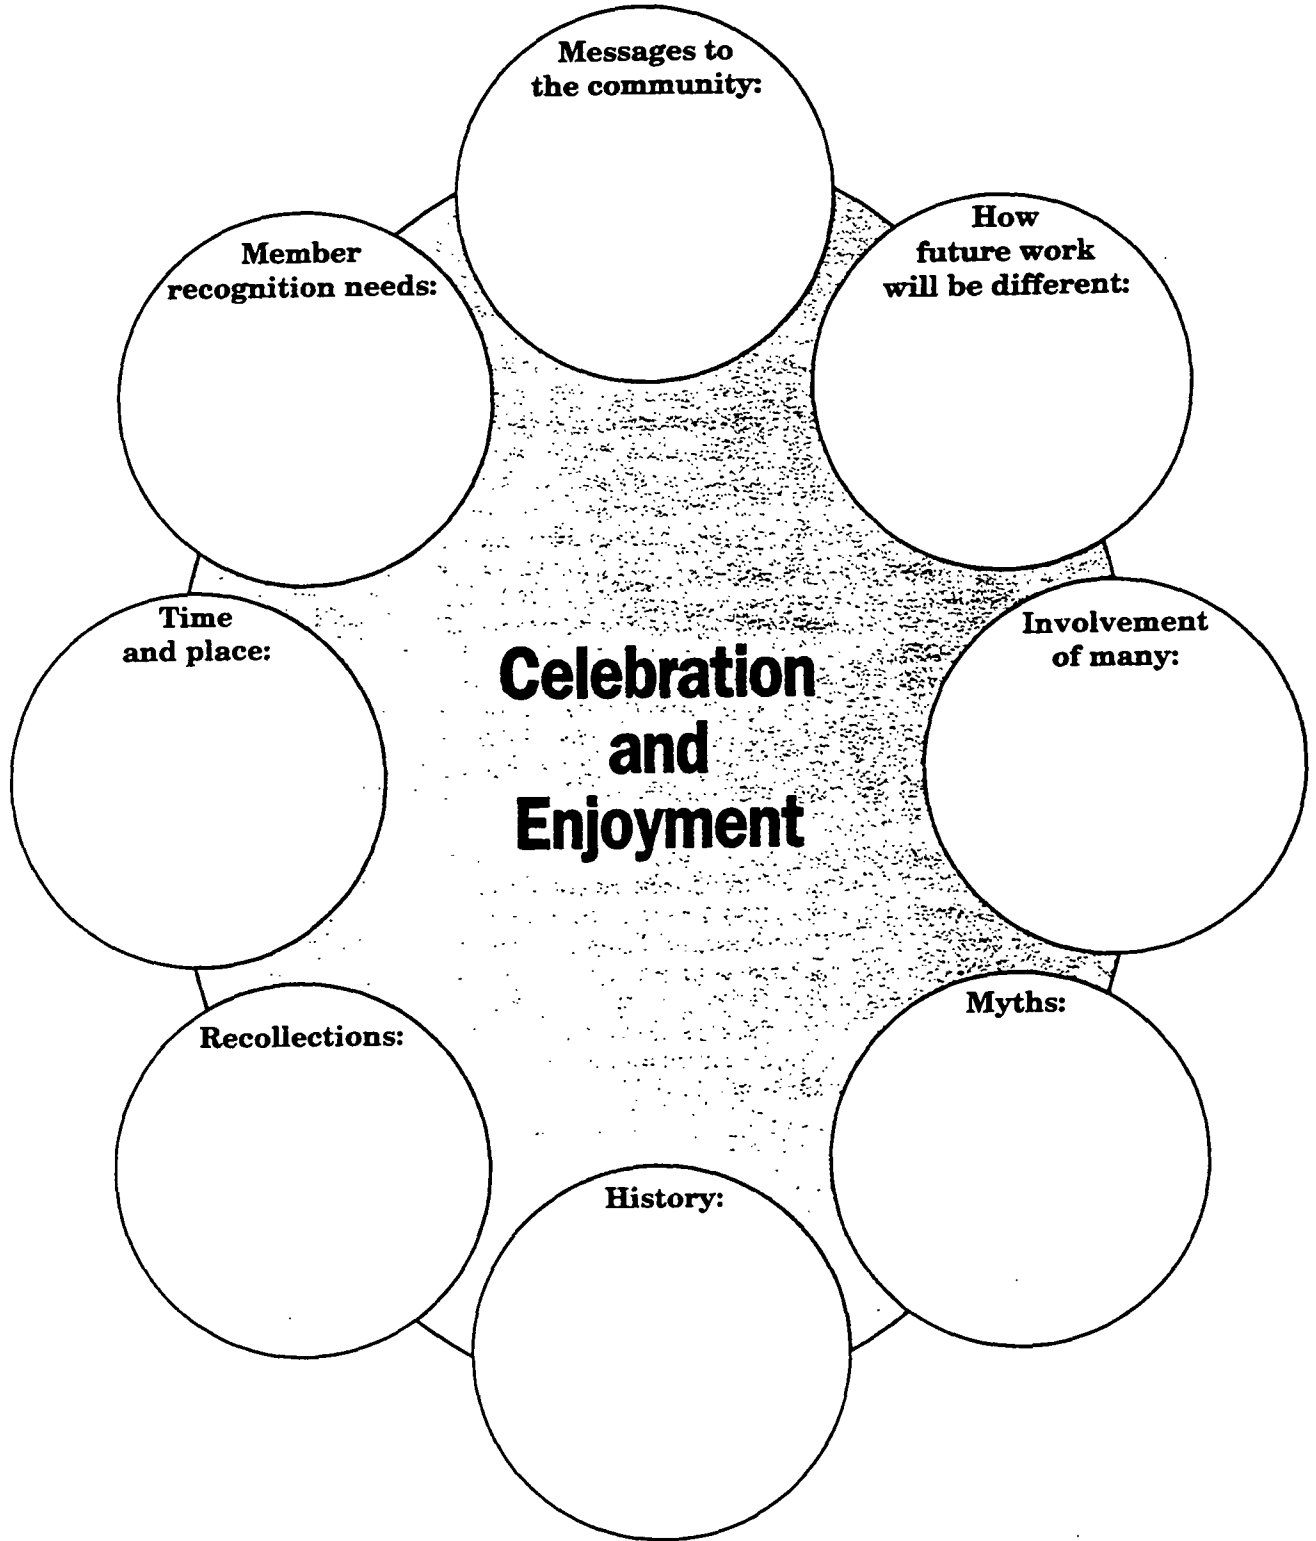 Messages to
the community:
How
future work
will be different:
Member
recognition needs:
Time
and place:
Involvement
of many:
Celebration
and
Enjoyment
Recollections:
Myths:
History: